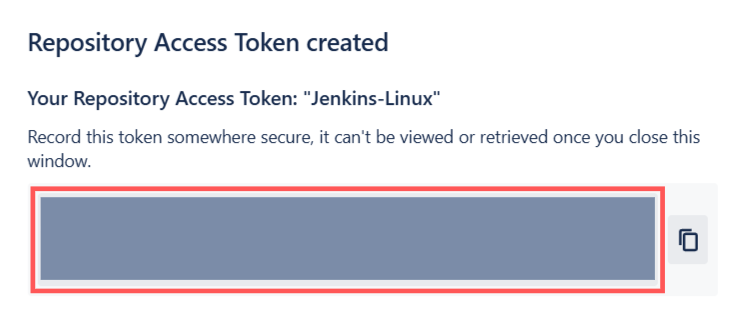 Repository Access Token created
Your Repository Access Token: "Jenkins-Linux"
Record this token somewhere secure, it can't be viewed or retrieved once you close this
window.